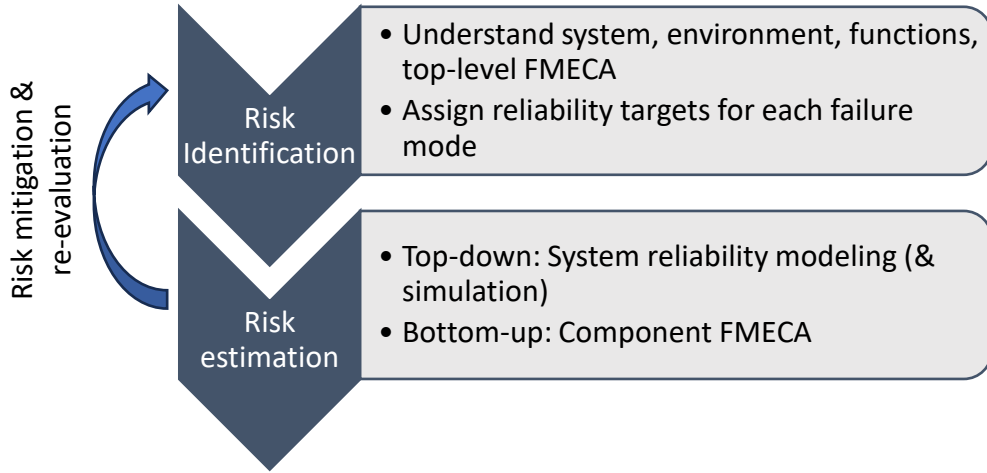 Risk mitigation &
re-evaluation
Risk
Identification
• Understand system, environment, functions,
top-level FMECA
• Assign reliability targets for each failure
mode
Risk
estimation
• Top-down: System reliability modeling (&
simulation)
• Bottom-up: Component FMECA